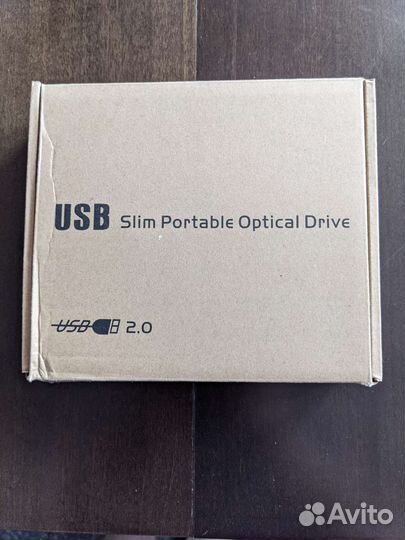 USB Slim Portable Optical Drive
USB 2.0
Avito